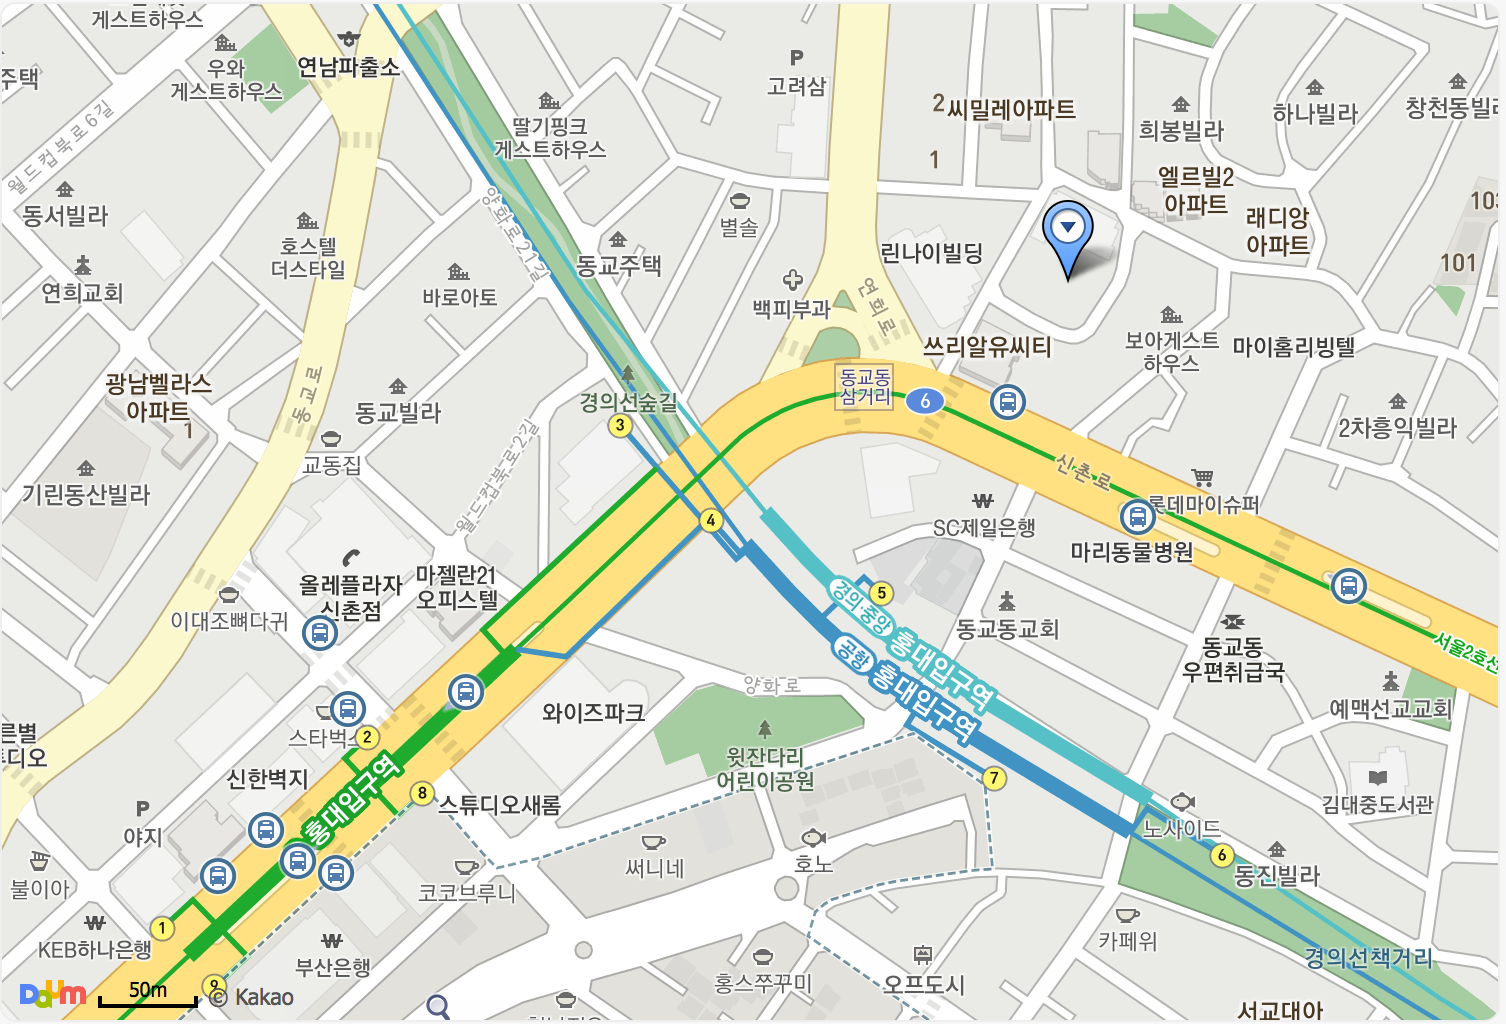 게스트하우스
우와
게스트하우스
주택
연남파출소
P
고려삼
2
씨밀레아파트
1
희봉빌라
하나빌라
창천동빌라
월드컵북로6길
딸기핑크
게스트하우스
엘르빌2
아파트
래디앙
아파트
103
101
동서빌라
호스텔
더스타일
연희교회
양화로21길
바로아토
동교주택
별솔
백피부과
린나이빌딩
연희로
쓰리알유씨티
보아게스트
하우스
마이홈리빙텔
광남벨라스
아파트
1
동교로
동교빌라
경의선숲길
3
동교동
삼거리
6
2차흥익빌라
교동집
기린동산빌라
월드컵북로2길
신촌로
롯데마이슈퍼
4
₩
SC제일은행
마리동물병원
올레플라자
신촌점
마젤란21
오피스텔
이대조뼈다귀
5
경의·중앙
홍대입구역
공항
홍대입구역
동교동교회
동교동
우편취급국
서울2호선
양화로
와이즈파크
윗잔다리
어린이공원
예맥선교교회
른별
스타벅스
2
신한벽지
홍대입구역
8
스튜디오새롬
7
김대중도서관
P
야지
불이아
코코브루니
써니네
호노
노사이드
6
동진빌라
1
₩
KEB하나은행
₩
부산은행
카페위
경의선책거리
9
홍스쭈꾸미
오프도시
서교대아
Daum
50m
© Kakao